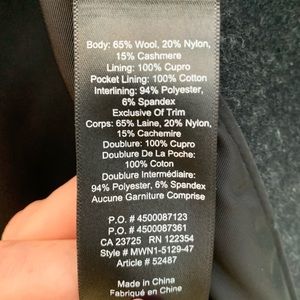 Body: 65% Wool, 20% Nylon,
15% Cashmere
Lining: 100% Cupro
Pocket Lining: 100% Cotton
Interlining: 94% Polyester,
6% Spandex
Exclusive Of Trim
Corps: 65% Laine, 20% Nylon,
15% Cachemire
Doublure: 100% Cupro
Doublure De La Poche:
100% Coton
Doublure Intermédiaire:
94% Polyester, 6% Spandex
Aucune Garniture Comprise
P.O. # 4500087123
P.O. # 4500087361
CA 23725 RN 122354
Style # MWN1-5129-47
Article # 52487
Made in China
Fabriqué en Chine